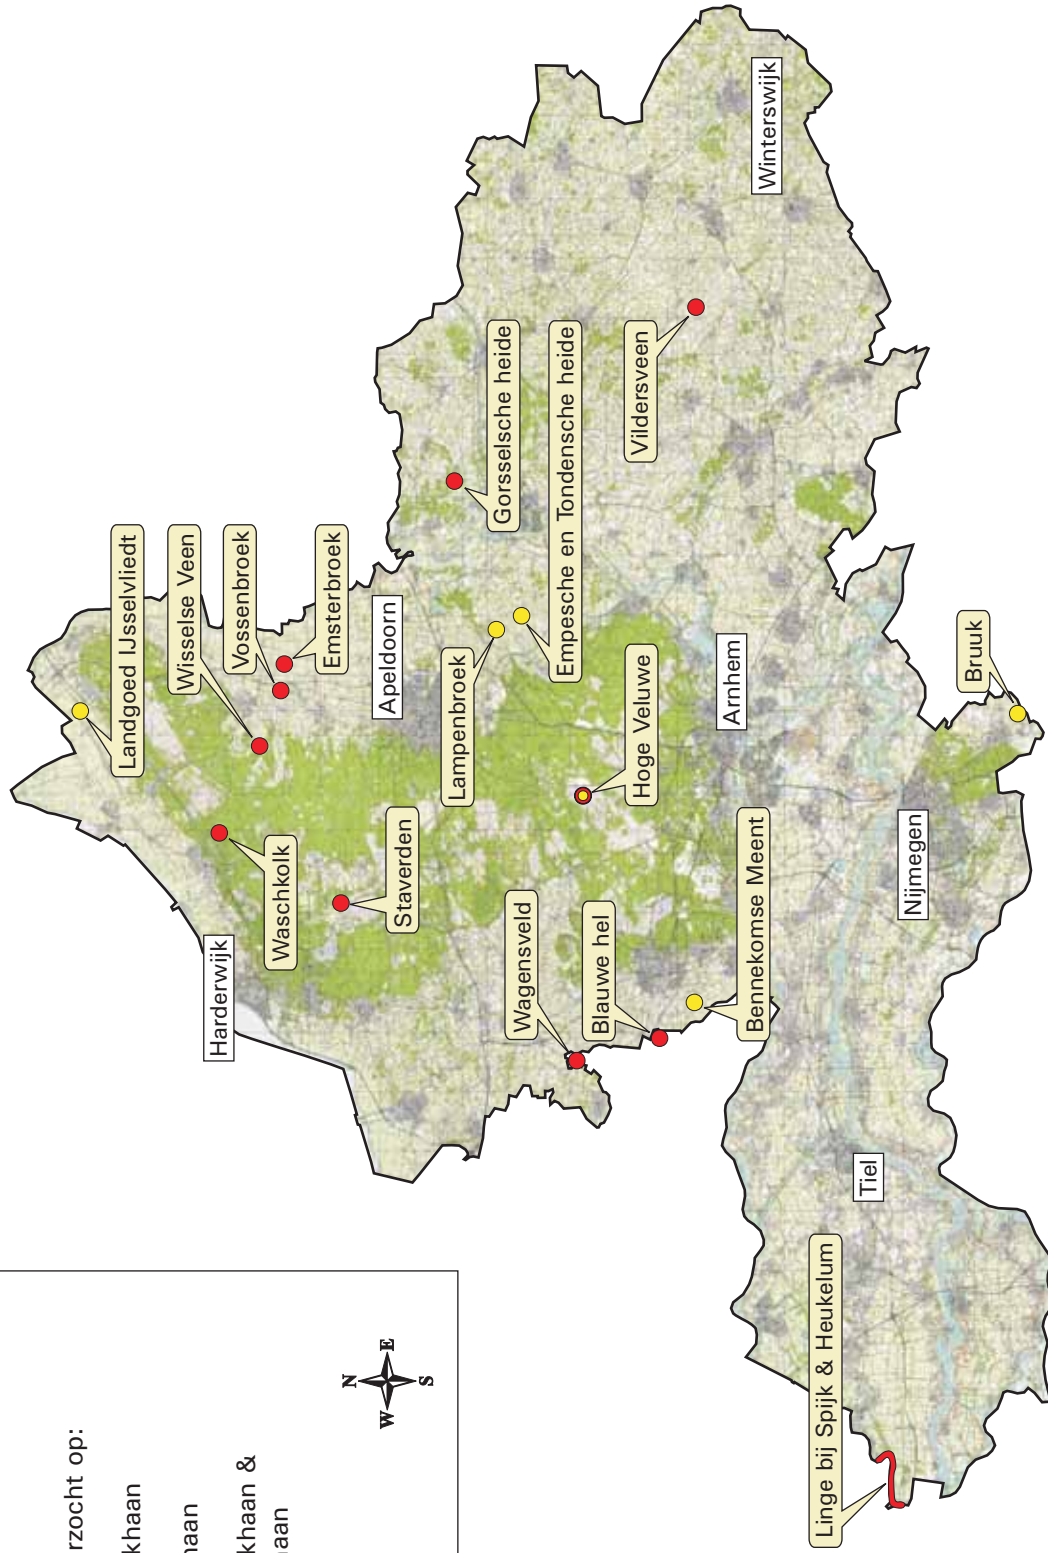 rzocht op:
khaan
haan
khaan &
haan
N
W E
S
Landgoed IJsselvliedt
Wisselse Veen
Vossenbroek
Emsterbroek
Harderwijk
Waschkolk
Staverden
Apeldoorn
Lampenbroek
Gorsselsche heide
Empesche en Tondensche heide
Wagensveld
Blauwe hel
Hoge Veluwe
Vildersveen
Bennekomse Meent
Arnhem
Winterswijk
Linge bij Spijk & Heukelum
Tiel
Nijmegen
Bruuk